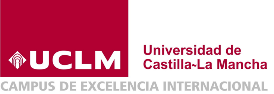 UCLM
Universidad de
Castilla~La Mancha
CAMPUS DE EXCELENCIA INTERNACIONAL